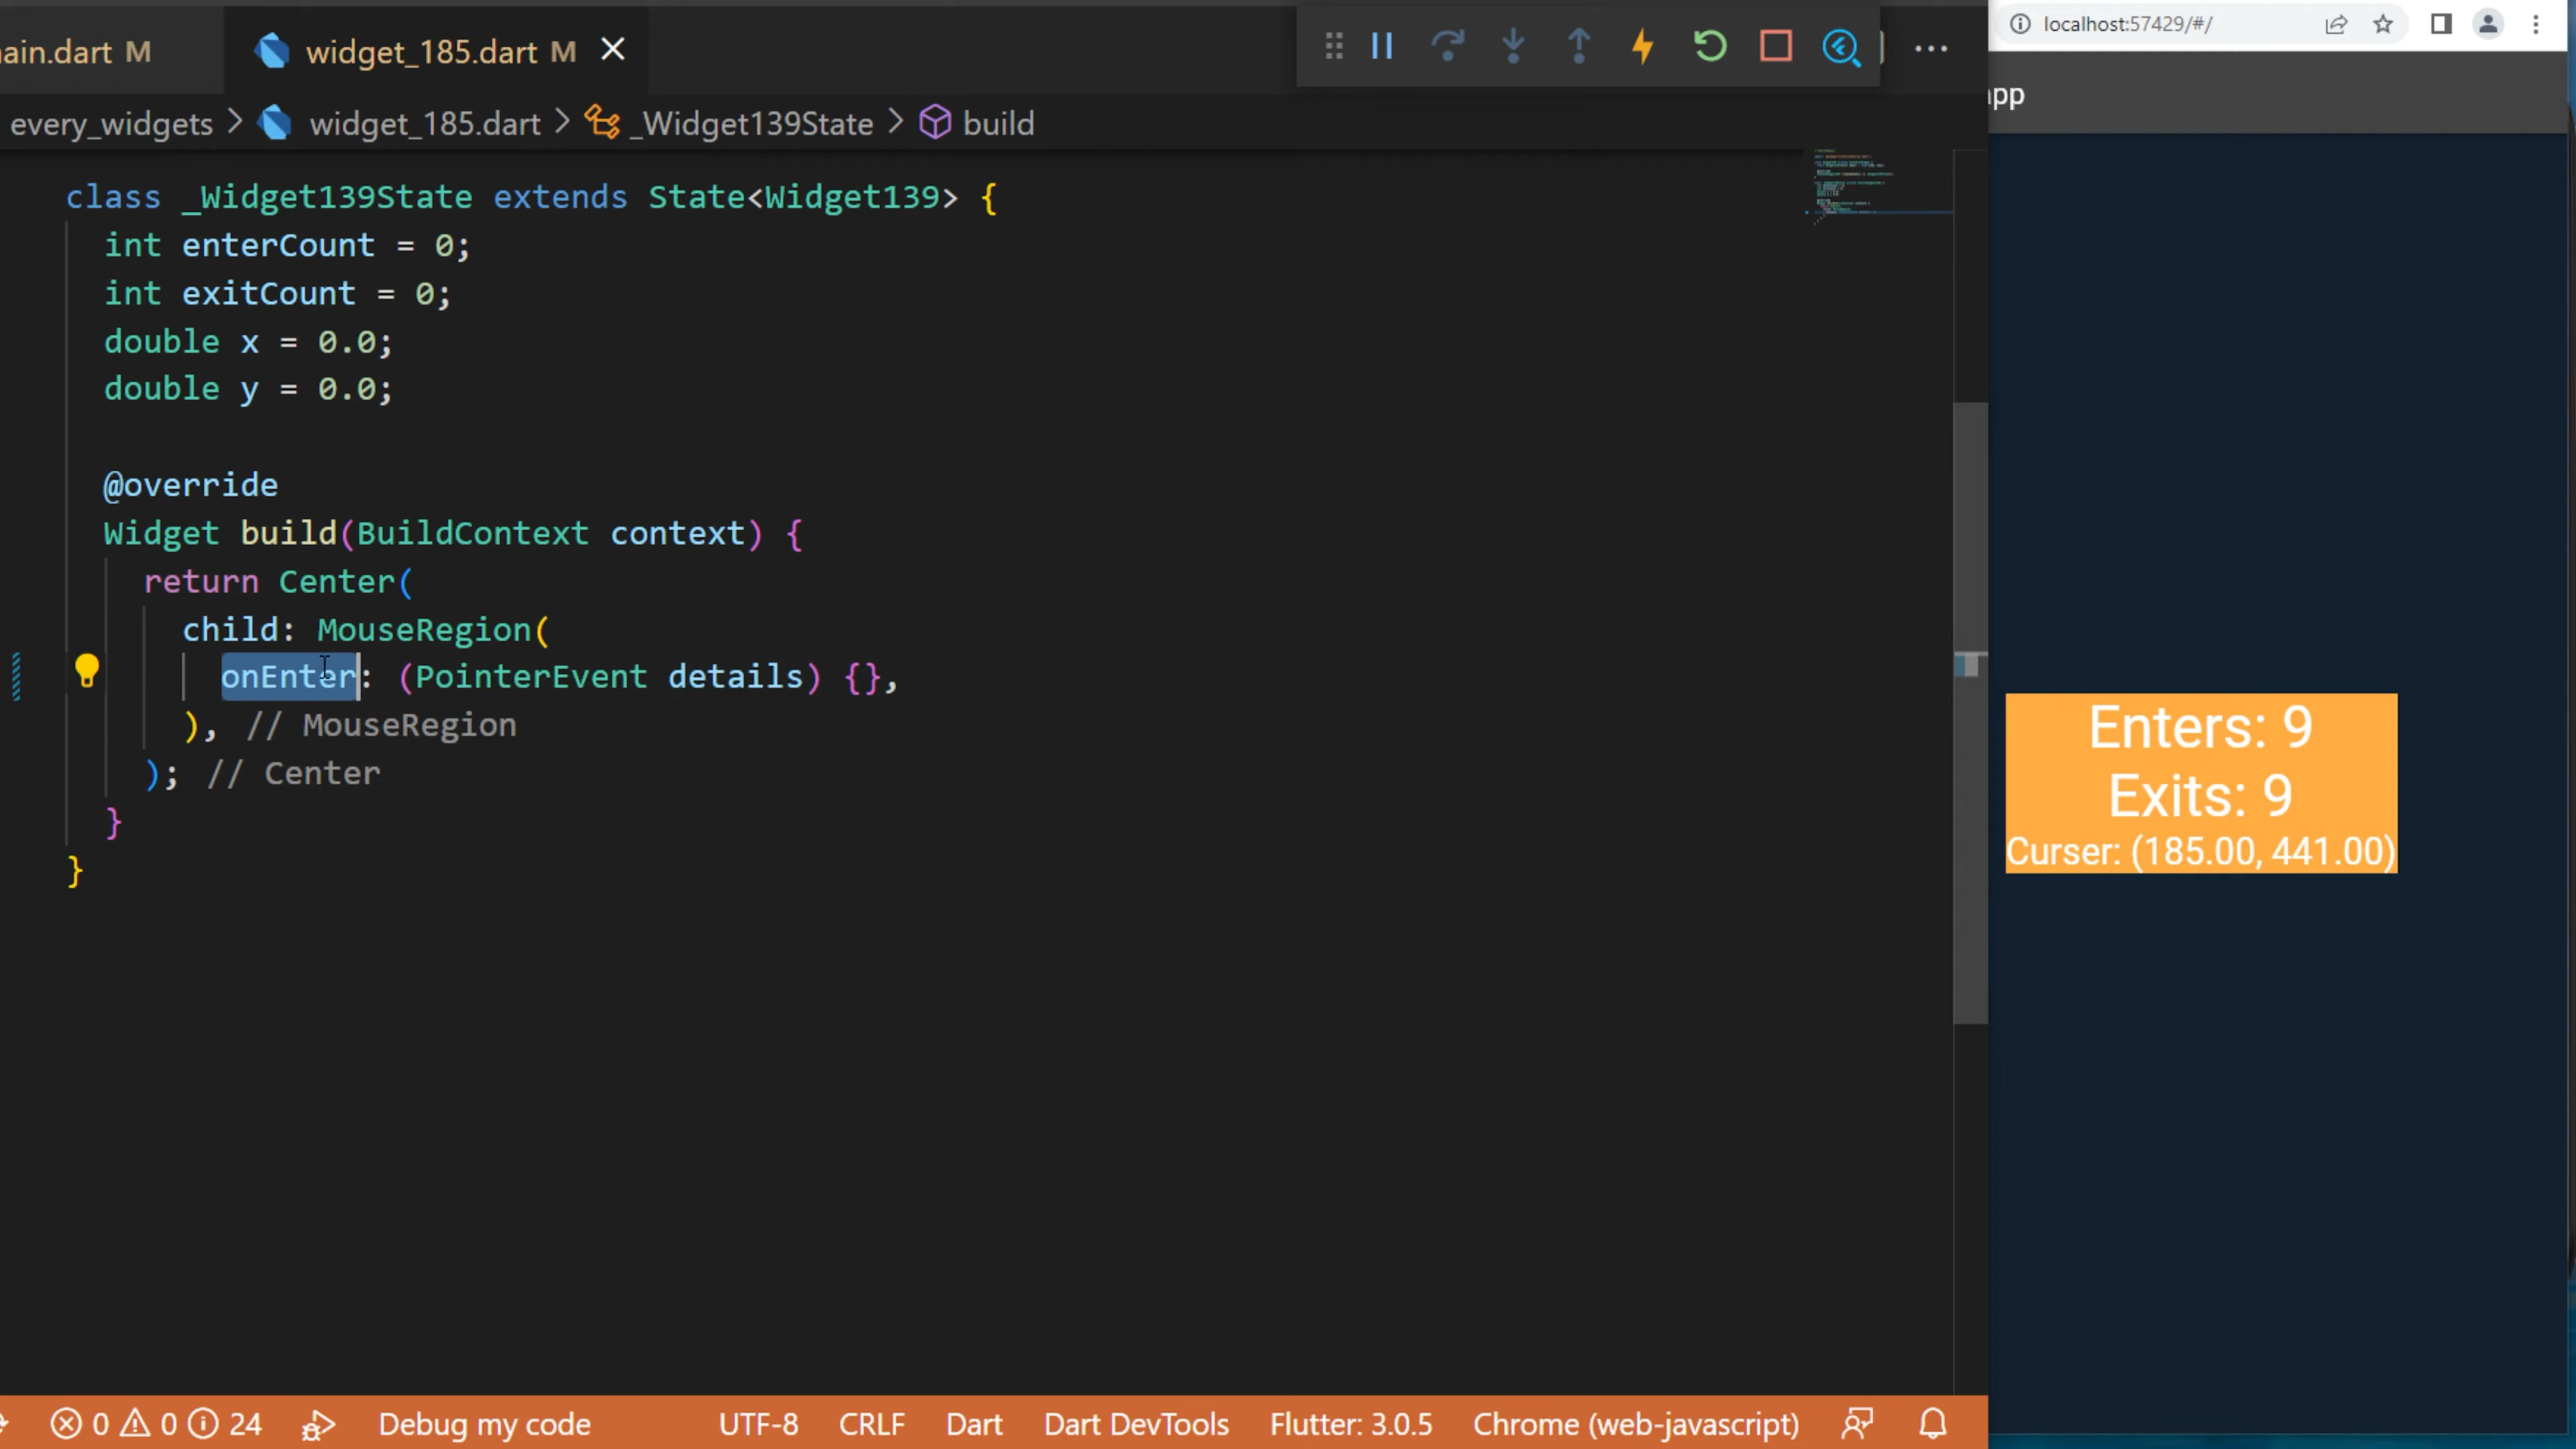 ain.dart M
widget_185.dart M
localhost:57429/#/
every_widgets > widget_185.dart > _Widget139State > build
app
class _Widget139State extends State<Widget139> {
int enterCount = 0;
int exitCount = 0;
double x = 0.0;
double y = 0.0;
@override
Widget build(BuildContext context) {
return Center(
child: MouseRegion(
onEnter: (PointerEvent details) {},
), // MouseRegion
); // Center
}
}
Enters: 9
Exits: 9
Curser: (185.00, 441.00)
0 0 24 Debug my code UTF-8 CRLF Dart Dart DevTools Flutter: 3.0.5 Chrome (web-javascript)